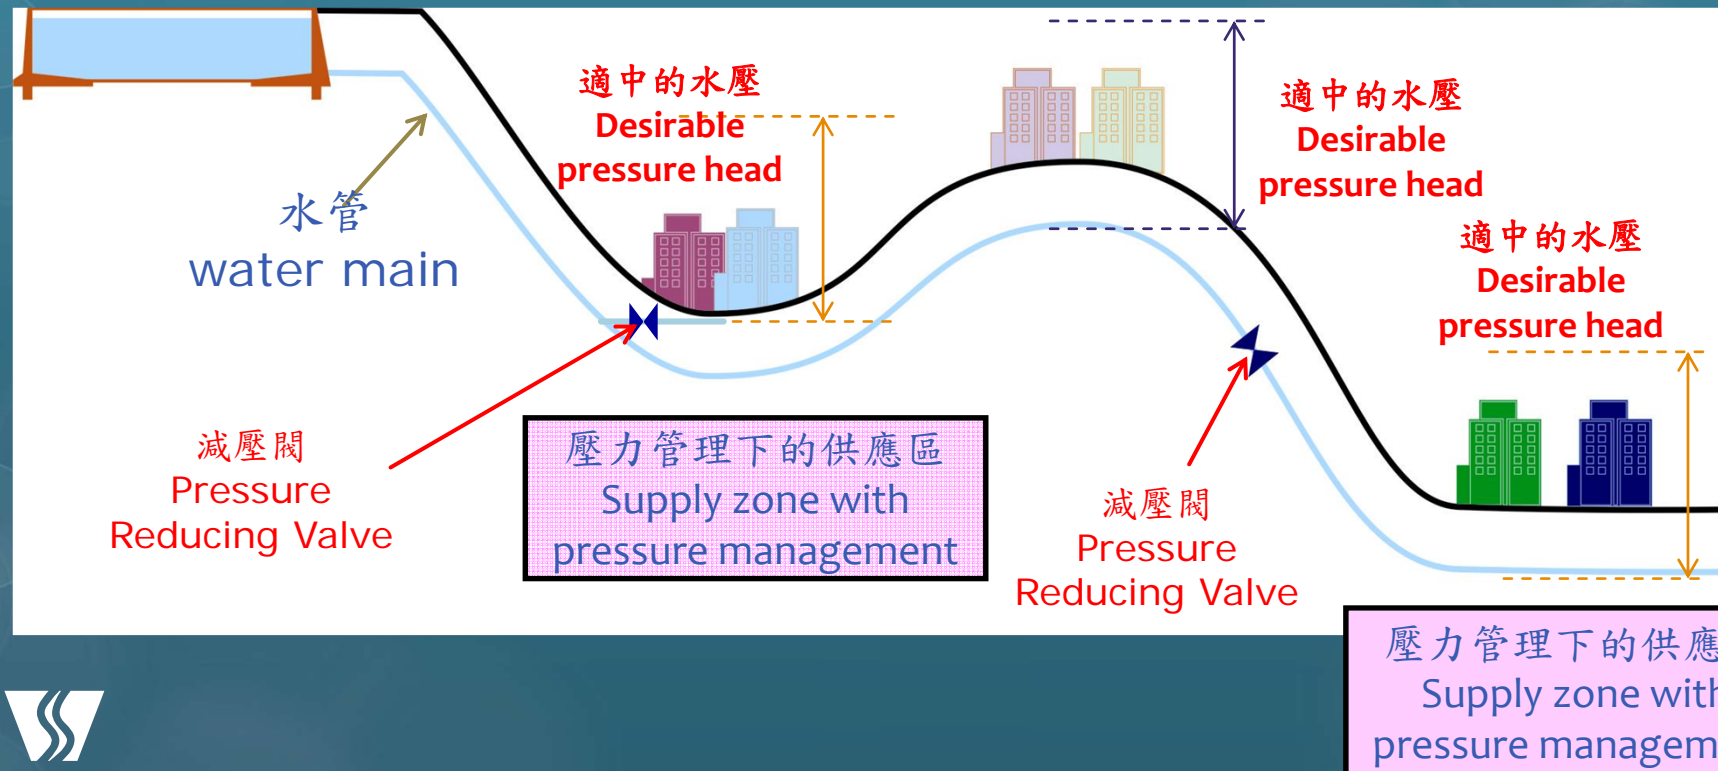 適中的水壓
Desirable
pressure head
適中的水壓
Desirable
pressure head
水管
water main
適中的水壓
Desirable
pressure head
減壓閥
Pressure
Reducing Valve
壓力管理下的供應區
Supply zone with
pressure management
減壓閥
Pressure
Reducing Valve
壓力管理下的供應
Supply zone with
pressure managem